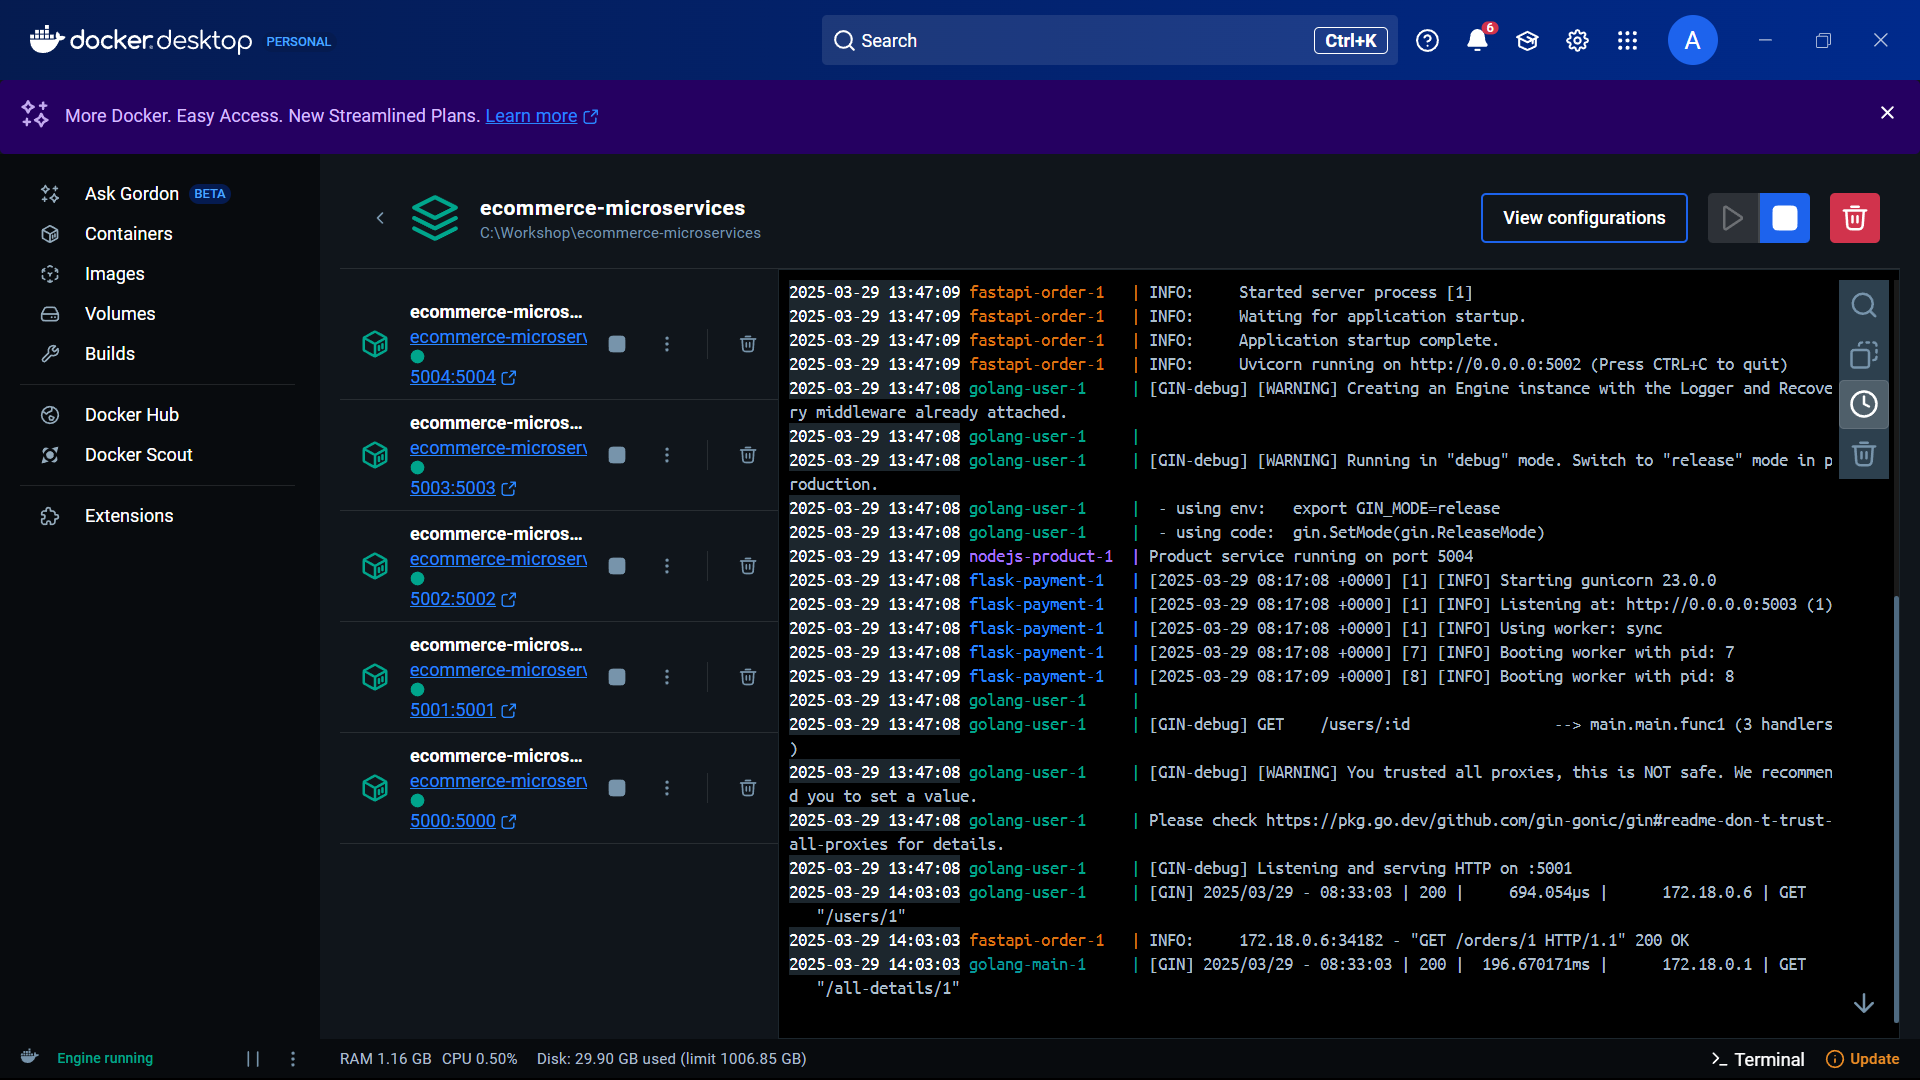 docker.desktop PERSONAL
Search
Ctrl+K
6
A
More Docker. Easy Access. New Streamlined Plans. Learn more
Ask Gordon BETA
Containers
Images
Volumes
Builds
Docker Hub
Docker Scout
Extensions
ecommerce-microservices
C:\Workshop\ecommerce-microservices
View configurations
ecommerce-micros...
ecommerce-microserv
5004:5004
ecommerce-micros...
ecommerce-microserv
5003:5003
ecommerce-micros...
ecommerce-microserv
5002:5002
ecommerce-micros...
ecommerce-microserv
5001:5001
ecommerce-micros...
ecommerce-microserv
5000:5000
2025-03-29 13:47:09 fastapi-order-1 | INFO: Started server process [1]
2025-03-29 13:47:09 fastapi-order-1 | INFO: Waiting for application startup.
2025-03-29 13:47:09 fastapi-order-1 | INFO: Application startup complete.
2025-03-29 13:47:09 fastapi-order-1 | INFO: Uvicorn running on http://0.0.0.0:5002 (Press CTRL+C to quit)
2025-03-29 13:47:08 golang-user-1 | [GIN-debug] [WARNING] Creating an Engine instance with the Logger and Recove
ry middleware already attached.
2025-03-29 13:47:08 golang-user-1 |
2025-03-29 13:47:08 golang-user-1 | [GIN-debug] [WARNING] Running in "debug" mode. Switch to "release" mode in p
roduction.
2025-03-29 13:47:08 golang-user-1 | - using env: export GIN_MODE=release
2025-03-29 13:47:08 golang-user-1 | - using code: gin.SetMode(gin.ReleaseMode)
2025-03-29 13:47:09 nodejs-product-1 | Product service running on port 5004
2025-03-29 13:47:08 flask-payment-1 | [2025-03-29 08:17:08 +0000] [1] [INFO] Starting gunicorn 23.0.0
2025-03-29 13:47:08 flask-payment-1 | [2025-03-29 08:17:08 +0000] [1] [INFO] Listening at: http://0.0.0.0:5003 (1)
2025-03-29 13:47:08 flask-payment-1 | [2025-03-29 08:17:08 +0000] [1] [INFO] Using worker: sync
2025-03-29 13:47:08 flask-payment-1 | [2025-03-29 08:17:08 +0000] [7] [INFO] Booting worker with pid: 7
2025-03-29 13:47:09 flask-payment-1 | [2025-03-29 08:17:09 +0000] [8] [INFO] Booting worker with pid: 8
2025-03-29 13:47:08 golang-user-1 |
2025-03-29 13:47:08 golang-user-1 | [GIN-debug] GET /users/:id --> main.main.func1 (3 handlers
)
2025-03-29 13:47:08 golang-user-1 | [GIN-debug] [WARNING] You trusted all proxies, this is NOT safe. We recommen
d you to set a value.
2025-03-29 13:47:08 golang-user-1 | Please check https://pkg.go.dev/github.com/gin-gonic/gin#readme-don-t-trust-
all-proxies for details.
2025-03-29 13:47:08 golang-user-1 | [GIN-debug] Listening and serving HTTP on :5001
2025-03-29 14:03:03 golang-user-1 | [GIN] 2025/03/29 - 08:33:03 | 200 | 694.054µs | 172.18.0.6 | GET
"/users/1"
2025-03-29 14:03:03 fastapi-order-1 | INFO: 172.18.0.6:34182 - "GET /orders/1 HTTP/1.1" 200 OK
2025-03-29 14:03:03 golang-main-1 | [GIN] 2025/03/29 - 08:33:03 | 200 | 196.670171ms | 172.18.0.1 | GET
"/all-details/1"
Engine running
RAM 1.16 GB CPU 0.50% Disk: 29.90 GB used (limit 1006.85 GB)
Terminal
Update